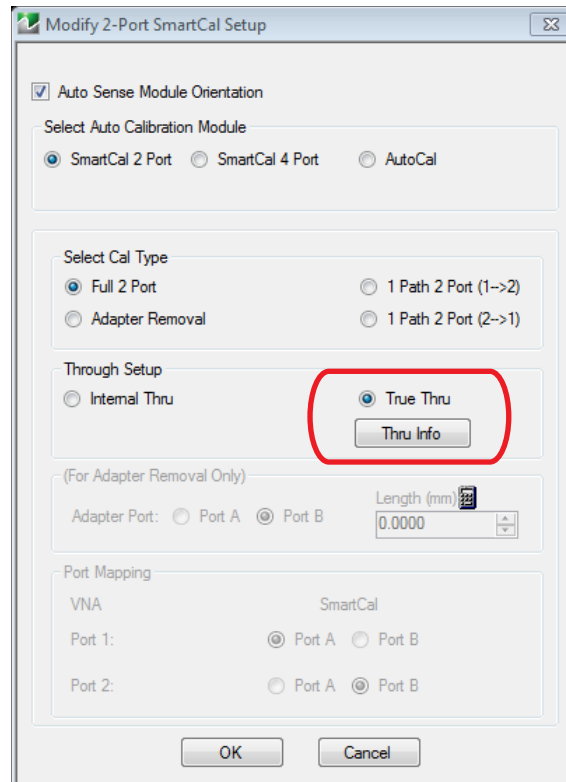 Modify 2-Port SmartCal Setup
Auto Sense Module Orientation
Select Auto Calibration Module
SmartCal 2 Port SmartCal 4 Port AutoCal
Select Cal Type
Full 2 Port 1 Path 2 Port (1-->2)
Adapter Removal 1 Path 2 Port (2-->1)
Through Setup
Internal Thru True Thru
Thru Info
(For Adapter Removal Only)
Length (mm)
Adapter Port: Port A Port B 0.0000
Port Mapping
VNA SmartCal
Port 1: Port A Port B
Port 2: Port A Port B
OK Cancel